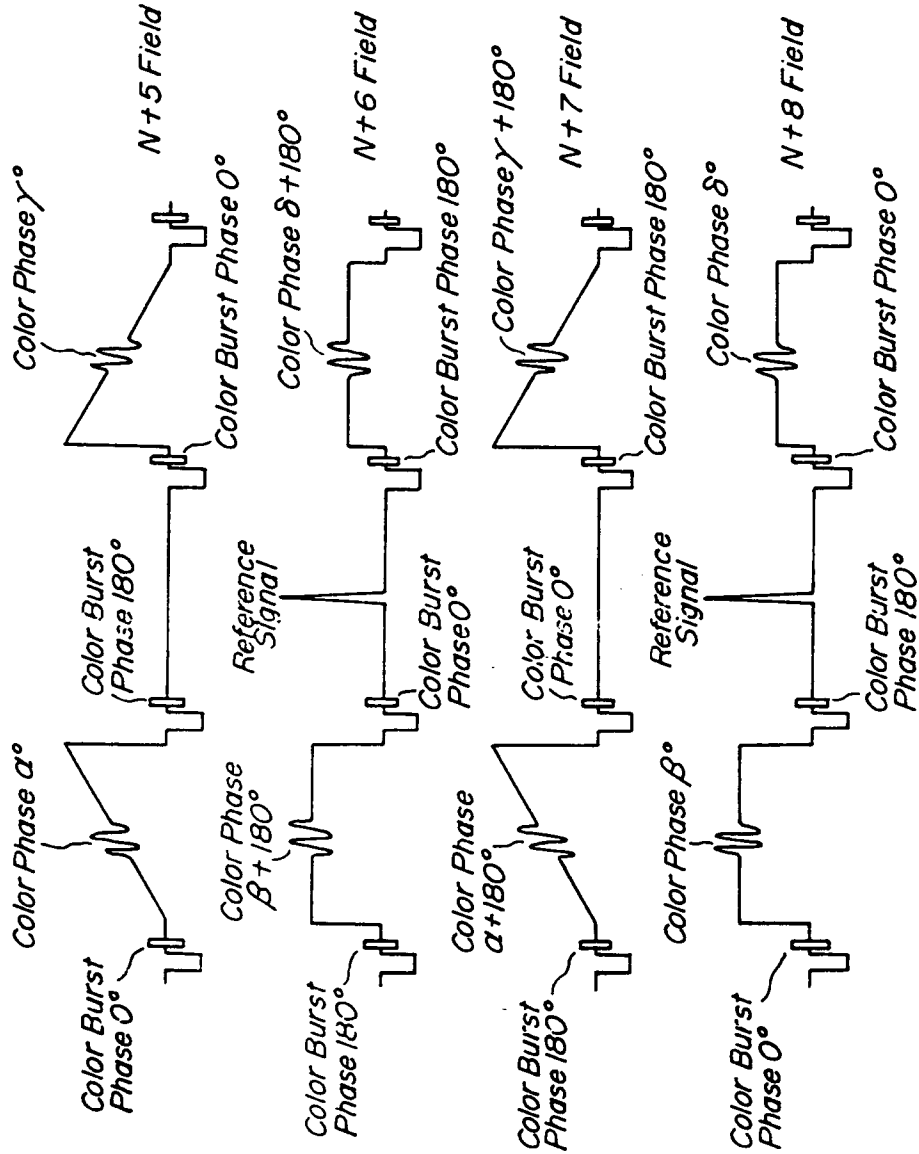 Color Phase α°
Color Phase γ°
Color Burst
Phase 0°
Color Burst
Phase 180°
N+5 Field
Color Burst Phase 0°
Color Phase
β+180°
Reference
Signal
Color Phase δ+180°
N+6 Field
Color Burst
Phase 180°
Color Burst
Phase 0°
Color Burst Phase 180°
Color Phase
α+180°
Color Burst
Phase 0°
Color Phase γ+180°
N+7 Field
Color Burst
Phase 180°
Color Burst Phase 180°
Color Phase β°
Reference
Signal
Color Phase δ°
N+8 Field
Color Burst
Phase 0°
Color Burst
Phase 180°
Color Burst Phase 0°